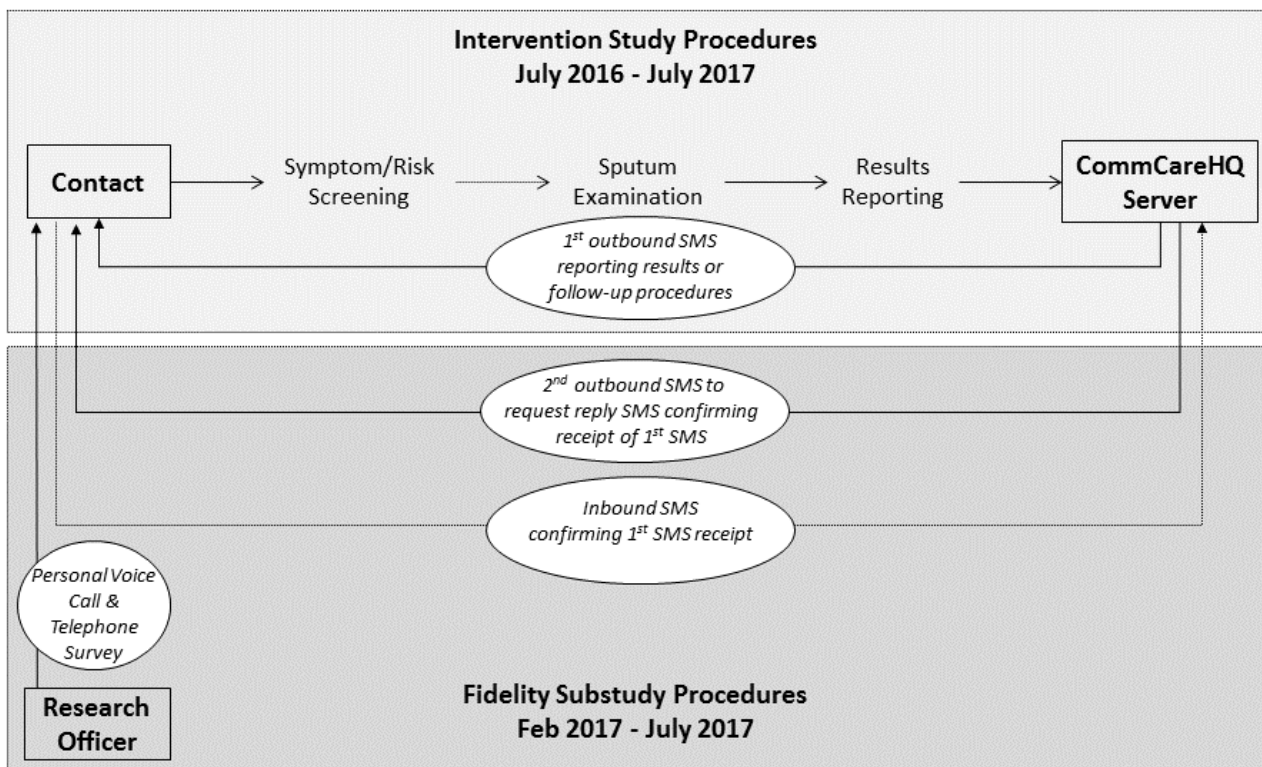 Intervention Study Procedures
July 2016 - July 2017
Contact
Symptom/Risk
Screening
Sputum
Examination
Results
Reporting
CommCareHQ
Server
1st outbound SMS
reporting results or
follow-up procedures
2nd outbound SMS to
request reply SMS confirming
receipt of 1st SMS
Inbound SMS
confirming 1st SMS receipt
Personal Voice
Call &
Telephone
Survey
Research
Officer
Fidelity Substudy Procedures
Feb 2017 - July 2017